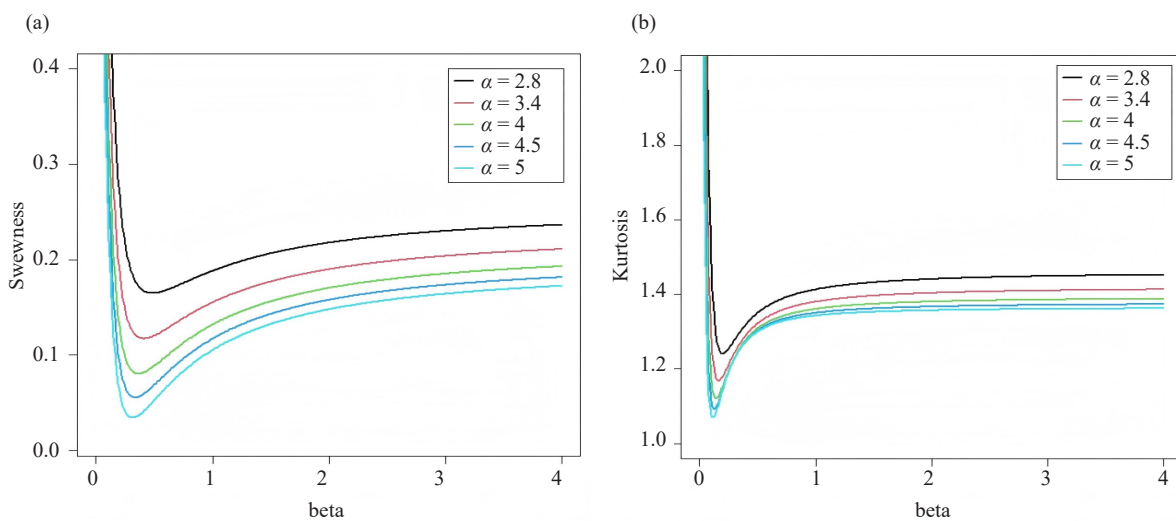 (a)
(b)
Swewness
0.4
0.3
0.2
0.1
0.0
α = 2.8
α = 3.4
α = 4
α = 4.5
α = 5
0
1
2
3
4
beta
Kurtosis
2.0
1.8
1.6
1.4
1.2
1.0
α = 2.8
α = 3.4
α = 4
α = 4.5
α = 5
0
1
2
3
4
beta